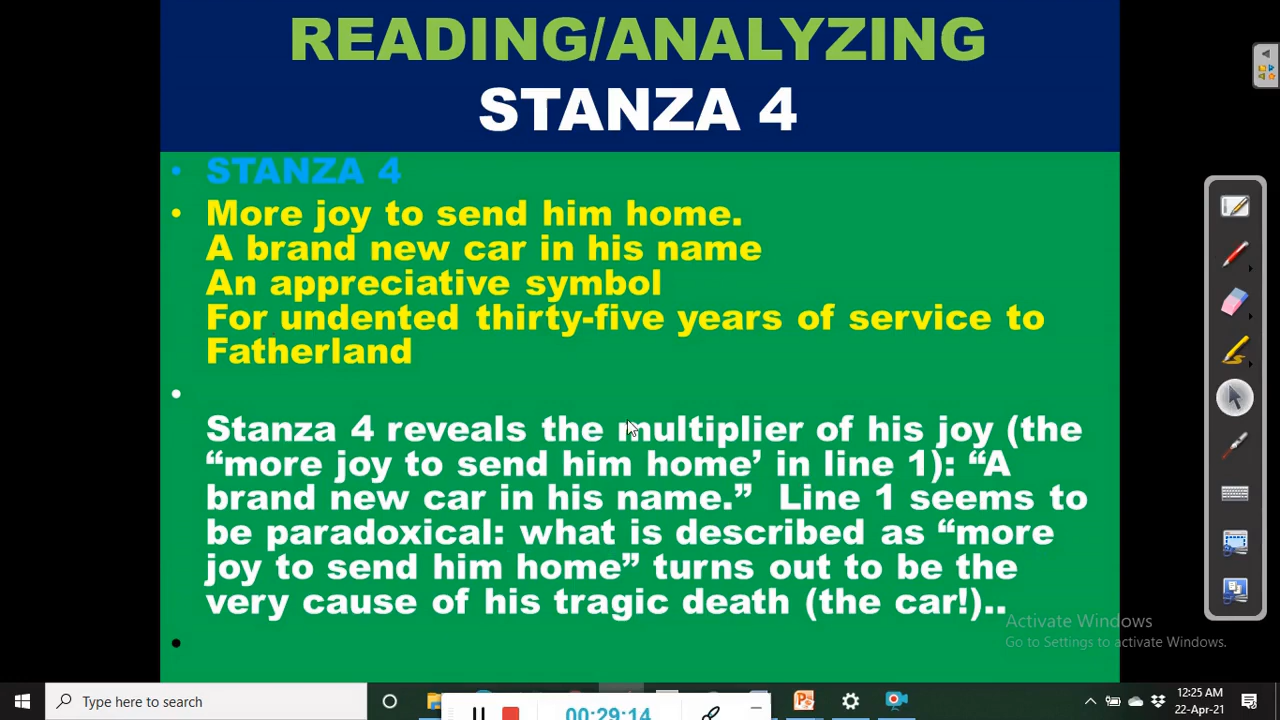 READING/ANALYZING
STANZA 4
• STANZA 4
• More joy to send him home.
A brand new car in his name
An appreciative symbol
For undented thirty-five years of service to
Fatherland
•
Stanza 4 reveals the multiplier of his joy (the
“more joy to send him home’ in line 1): “A
brand new car in his name.” Line 1 seems to
be paradoxical: what is described as “more
joy to send him home” turns out to be the
very cause of his tragic death (the car!)..
•
Activate Windows
Go to Settings to activate Windows.
Type here to search
00:29:14
12:25 AM
22-Apr-21